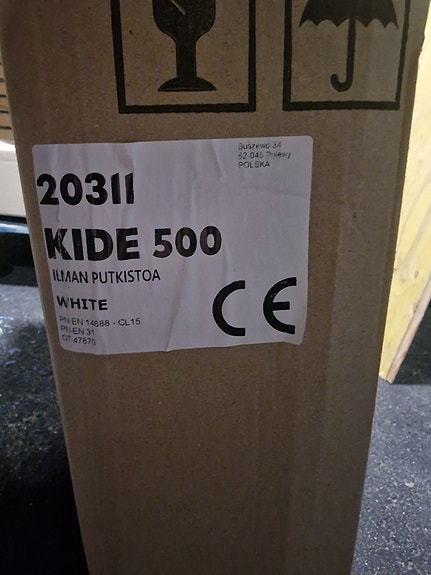 Buszewo 34
62-045 Pniewy
POLSKA
20311
KIDE 500
ILMAN PUTKISTOA
WHITE
PN-EN 14688 - CL15
PN-EN 31
OT 47870
CE